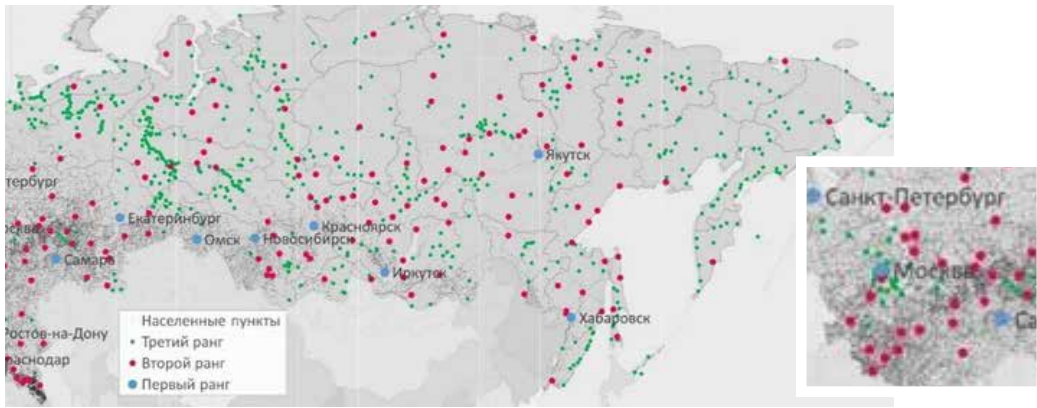 Якутск
тербург
Екатеринбург
Санкт-Петербург
Красноярск
Омск
Новосибирск
Самара
Иркутск
Москва
Населенные пункты
Хабаровск
Са
Ростов-на-Дону
Третий ранг
Второй ранг
Первый ранг